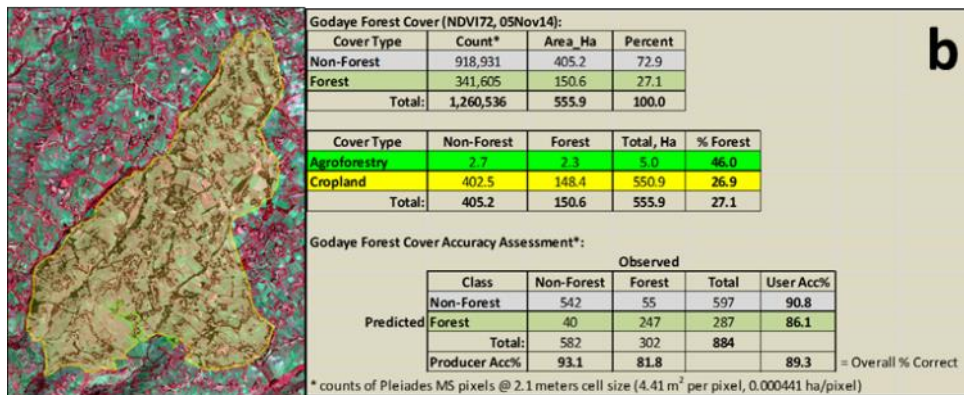 Godaye Forest Cover (NDVI72, 05Nov14):
b
Cover Type Count* Area_Ha Percent
Non-Forest 918,931 405.2 72.9
Forest 341,605 150.6 27.1
Total: 1,260,536 555.9 100.0
Cover Type Non-Forest Forest Total, Ha % Forest
Agroforestry 2.7 2.3 5.0 46.0
Cropland 402.5 148.4 550.9 26.9
Total: 405.2 150.6 555.9 27.1
Godaye Forest Cover Accuracy Assessment*:
Observed
Class Non-Forest Forest Total User Acc%
Non-Forest 542 55 597 90.8
Predicted Forest 40 247 287 86.1
Total: 582 302 884
Producer Acc% 93.1 81.8 89.3 = Overall % Correct
* counts of Pleiades MS pixels @ 2.1 meters cell size (4.41 m² per pixel, 0.000441 ha/pixel)